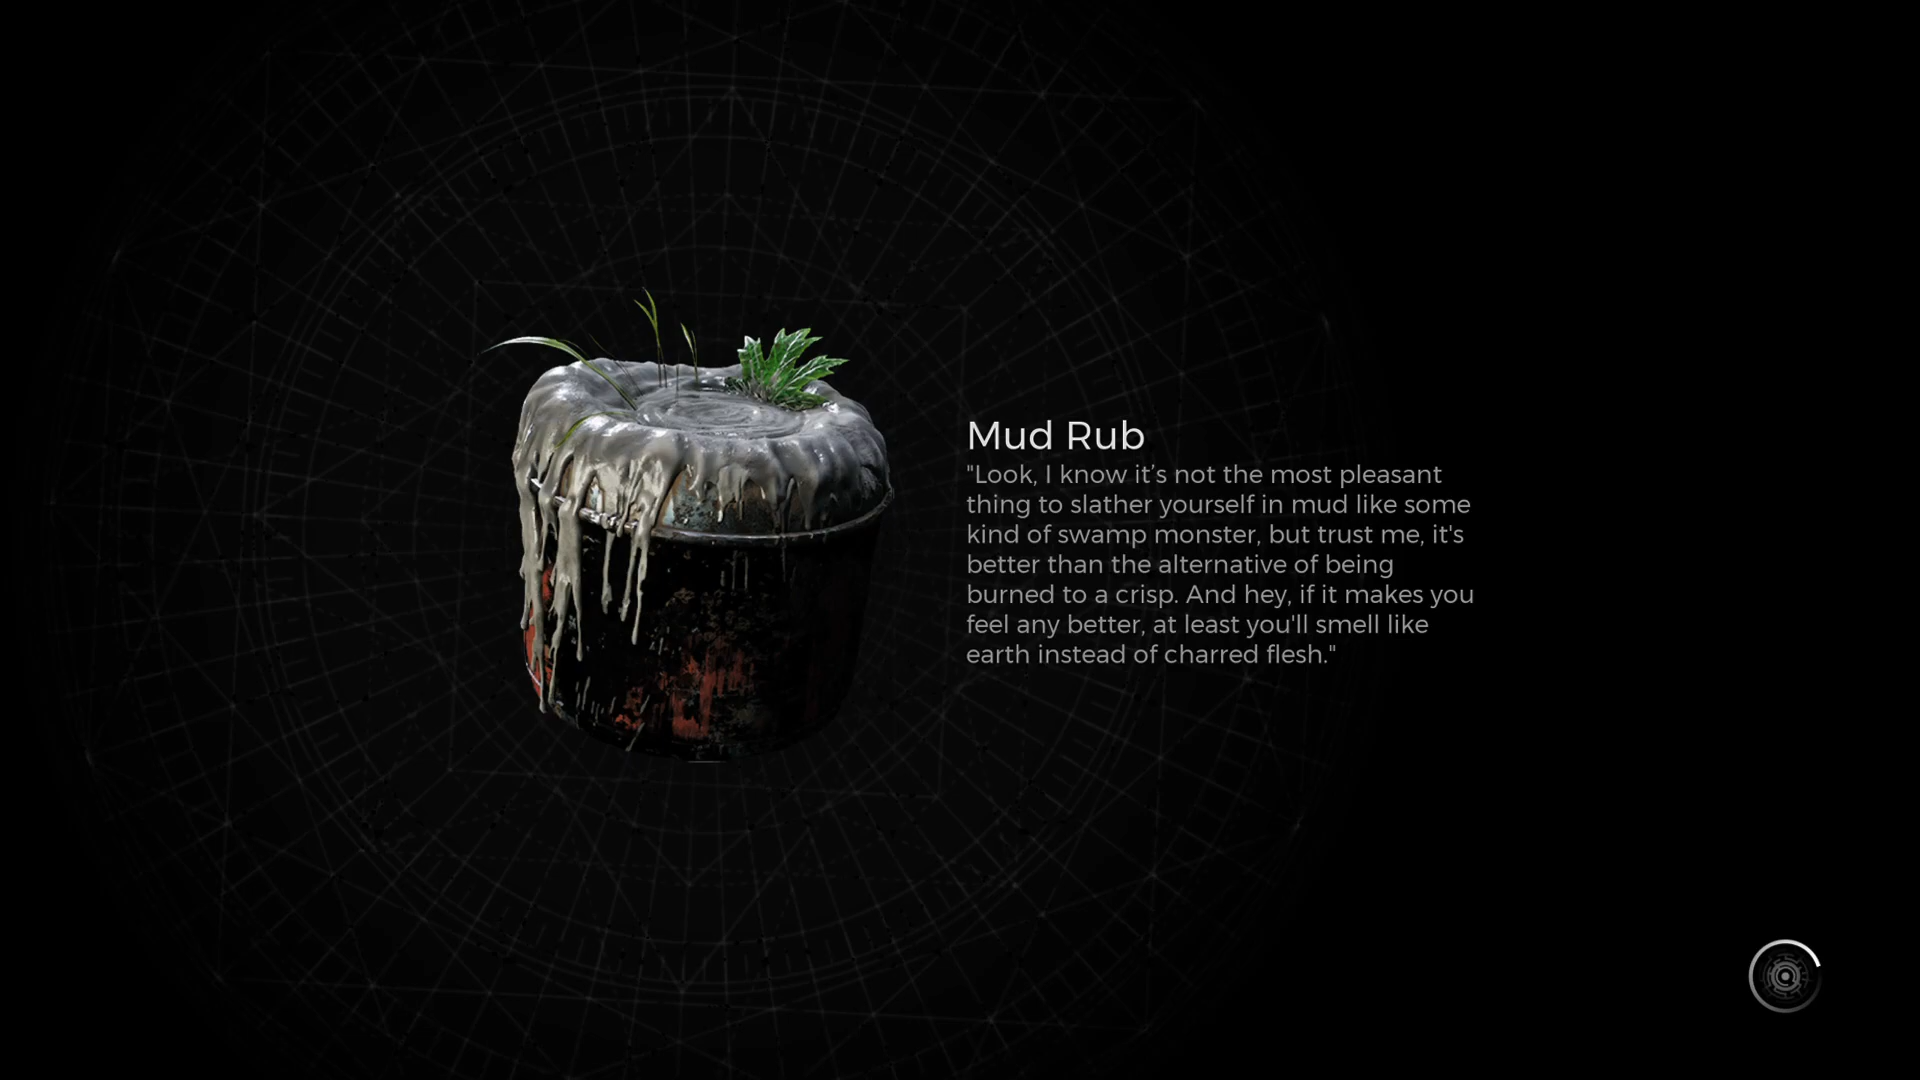 Mud Rub
"Look, I know it’s not the most pleasant
thing to slather yourself in mud like some
kind of swamp monster, but trust me, it's
better than the alternative of being
burned to a crisp. And hey, if it makes you
feel any better, at least you'll smell like
earth instead of charred flesh."